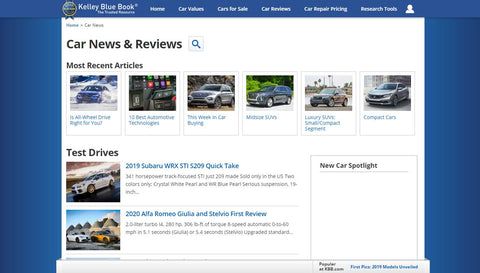 Kelley Blue Book®
The Trusted Resource
Home
Car Values
Cars for Sale
Car Reviews
Car Repair Pricing
Research Tools
Home > Car News
Car News & Reviews
Most Recent Articles
Is All-Wheel Drive
Right for You?
10 Best Automotive
Technologies
This Week in Car
Buying
Midsize SUVs
Luxury SUVs:
Small/Compact
Segment
Compact Cars
Test Drives
2019 Subaru WRX STI S209 Quick Take
341 horsepower track-focused STI Just 209 made Sold only in the US Two
colors only: Crystal White Pearl and WR Blue Pearl Serious suspension, 19-
inch...
2020 Alfa Romeo Giulia and Stelvio First Review
2.0-liter turbo I4, 280 hp, 306 lb-ft of torque 8-speed automatic 0-to-60
mph in 5.1 seconds (Giulia) or 5.4 seconds (Stelvio) Upgraded standard...
New Car Spotlight
Popular
at KBB.com
First Pics: 2019 Models Unveiled